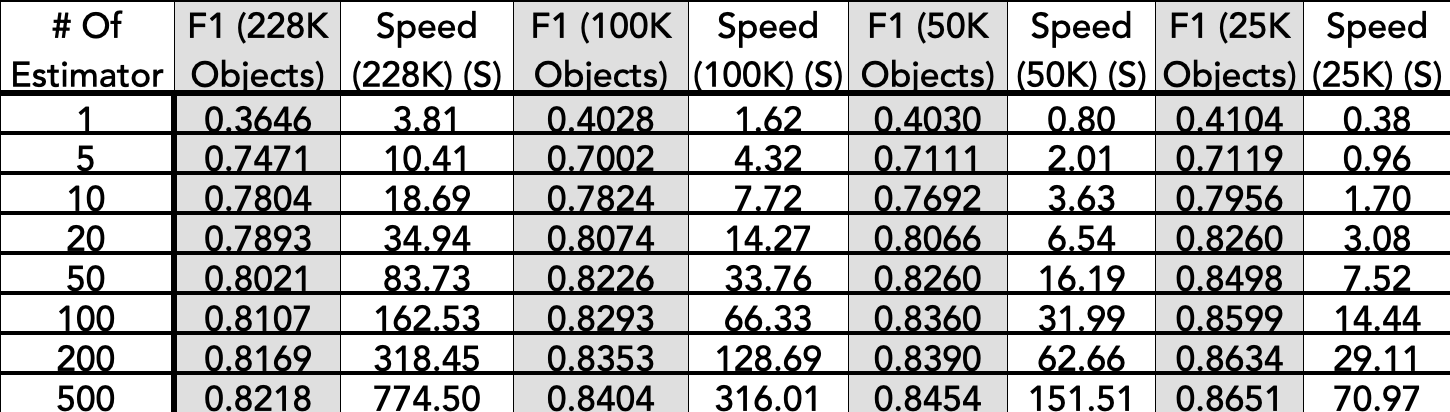 # Of Estimator F1 (228K Objects) Speed (228K) (S) F1 (100K Objects) Speed (100K) (S) F1 (50K Objects) Speed (50K) (S) F1 (25K Objects) Speed (25K) (S)
1 0.3646 3.81 0.4028 1.62 0.4030 0.80 0.4104 0.38
5 0.7471 10.41 0.7002 4.32 0.7111 2.01 0.7119 0.96
10 0.7804 18.69 0.7824 7.72 0.7692 3.63 0.7956 1.70
20 0.7893 34.94 0.8074 14.27 0.8066 6.54 0.8260 3.08
50 0.8021 83.73 0.8226 33.76 0.8260 16.19 0.8498 7.52
100 0.8107 162.53 0.8293 66.33 0.8360 31.99 0.8599 14.44
200 0.8169 318.45 0.8353 128.69 0.8390 62.66 0.8634 29.11
500 0.8218 774.50 0.8404 316.01 0.8454 151.51 0.8651 70.97